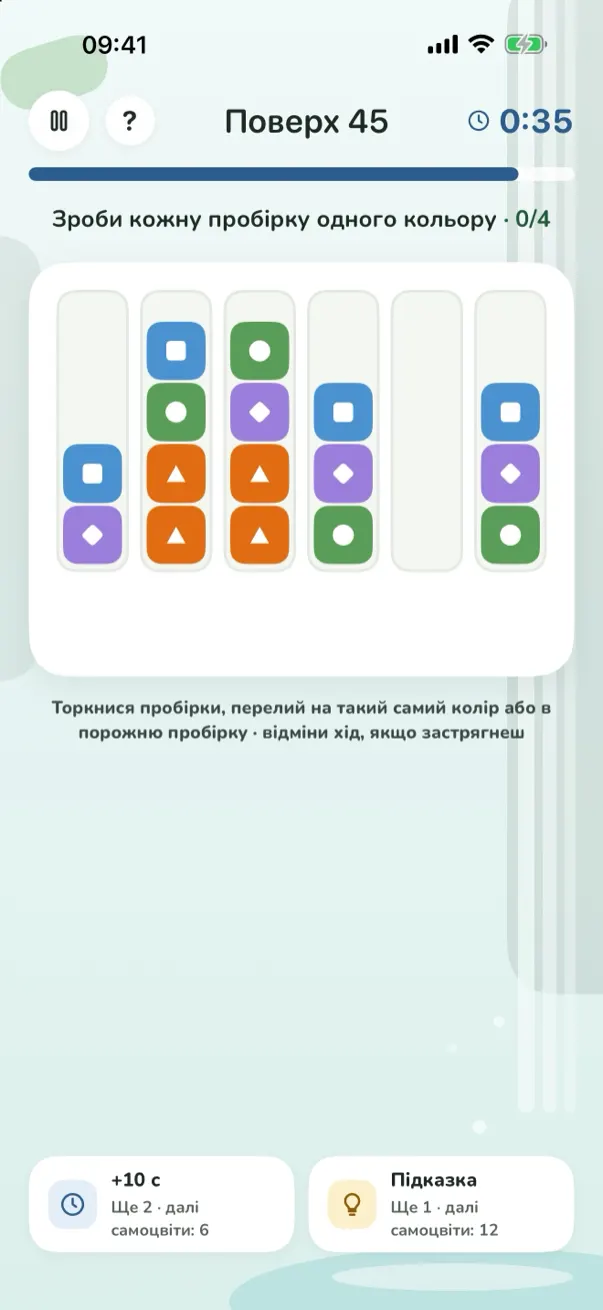 09:41
?
Поверх 45
0:35
Зроби кожну пробірку одного кольору · 0/4
Торкнися пробірки, перелий на такий самий колір або в
порожню пробірку · відміни хід, якщо застрягнеш
+10 с
Ще 2 · далі
самоцвіти: 6
Підказка
Ще 1 · далі
самоцвіти: 12